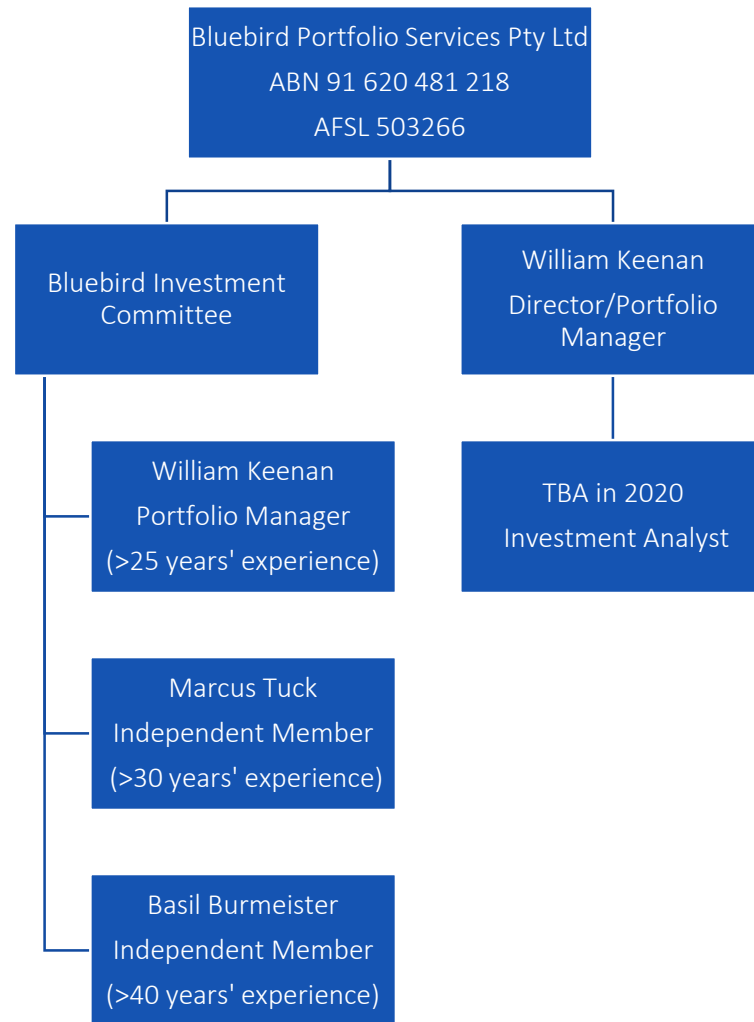 Bluebird Portfolio Services Pty Ltd
ABN 91 620 481 218
AFSL 503266
Bluebird Investment
Committee
William Keenan
Director/Portfolio
Manager
William Keenan
Portfolio Manager
(>25 years' experience)
TBA in 2020
Investment Analyst
Marcus Tuck
Independent Member
(>30 years' experience)
Basil Burmeister
Independent Member
(>40 years' experience)